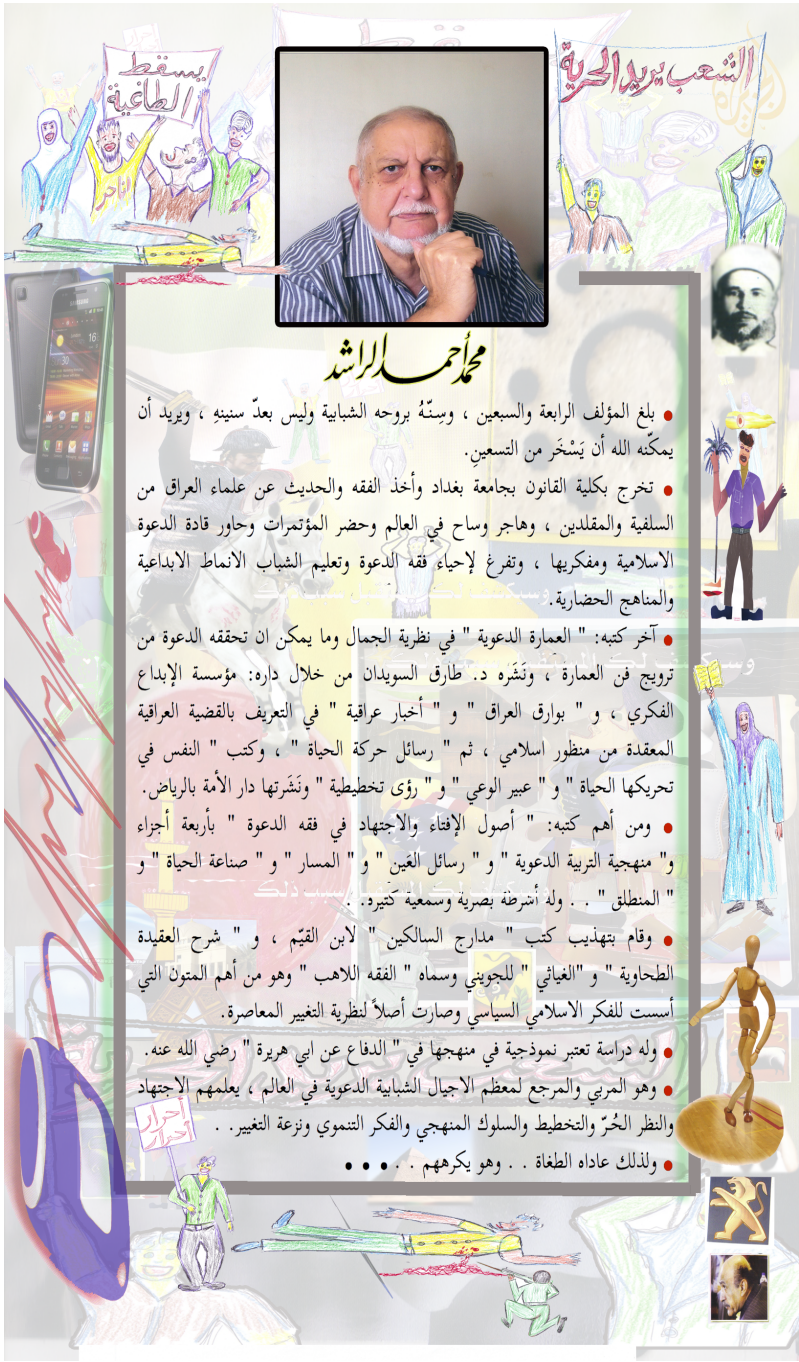 يسقط
الطاغية
الشعب يريد الحرية
انا حر
SAMSUNG
16
محمد أحمد الراشد
● بلغ المؤلف الرابعة والسبعين ، وسِنّهُ بروحه الشبابية وليس بعدّ سنينهِ ، ويريد أن
يمكّنه الله أن يَسْخَر من التسعينِ.
● تخرج بكلية القانون بجامعة بغداد وأخذ الفقه والحديث عن علماء العراق من
السلفية والمقلدين ، وهاجر وساح في العالم وحضر المؤتمرات وحاور قادة الدعوة
الاسلامية ومفكريها ، وتفرغ لإحياء فقه الدعوة وتعليم الشباب الانماط الابداعية
والمناهج الحضارية.
● آخر كتبه: " العمارة الدعوية " في نظرية الجمال وما يمكن ان تحققه الدعوة من
ترويج فن العمارة ، ونَشَره د. طارق السويدان من خلال داره: مؤسسة الإبداع
الفكري ، و " بوارق العراق " و " أخبار عراقية " في التعريف بالقضية العراقية
المعقدة من منظور اسلامي ، ثم " رسائل حركة الحياة " ، وكتب " النفس في
تحريكها الحياة " و " عبير الوعي " و " رؤى تخطيطية " ونَشَرتها دار الأمة بالرياض.
● ومن أهم كتبه: " أصول الإفتاء والاجتهاد في فقه الدعوة " بأربعة أجزاء
و" منهجية التربية الدعوية " و " رسائل العَين " و " المسار " و " صناعة الحياة " و
" المنطلق " . . وله أشرطة بصرية وسمعية كثيرة. .
● وقام بتهذيب كتب " مدارج السالكين " لابن القيّم ، و " شرح العقيدة
الطحاوية " و "الغياثي " للجويني وسماه " الفقه اللاهب " وهو من أهم المتون التي
أسست للفكر الاسلامي السياسي وصارت أصلاً لنظرية التغيير المعاصرة.
● وله دراسة تعتبر نموذجية في منهجها في " الدفاع عن ابي هريرة " رضي الله عنه.
● وهو المربي والمرجع لمعظم الاجيال الشبابية الدعوية في العالم ، يعلمهم الاجتهاد
والنظر الحُرّ والتخطيط والسلوك المنهجي والفكر التنموي ونزعة التغيير. .
● ولذلك عاداه الطغاة . . وهو يكرههم . . • • • •
احرار
احرار